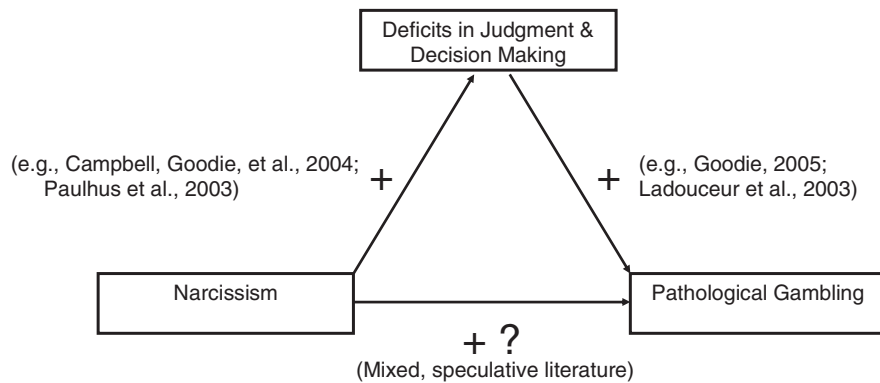 Deficits in Judgment &
Decision Making
(e.g., Campbell, Goodie, et al., 2004;
Paulhus et al., 2003)
+
+
(e.g., Goodie, 2005;
Ladouceur et al., 2003)
Narcissism
Pathological Gambling
+ ?
(Mixed, speculative literature)